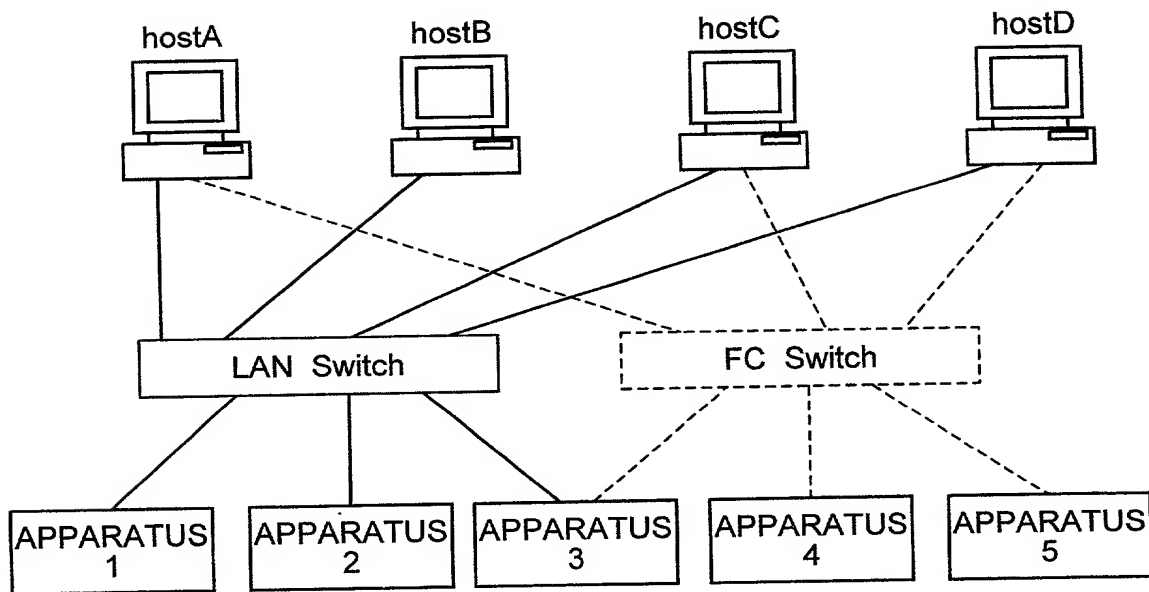 hostA
hostB
hostC
hostD
LAN Switch
FC Switch
APPARATUS
1
APPARATUS
2
APPARATUS
3
APPARATUS
4
APPARATUS
5